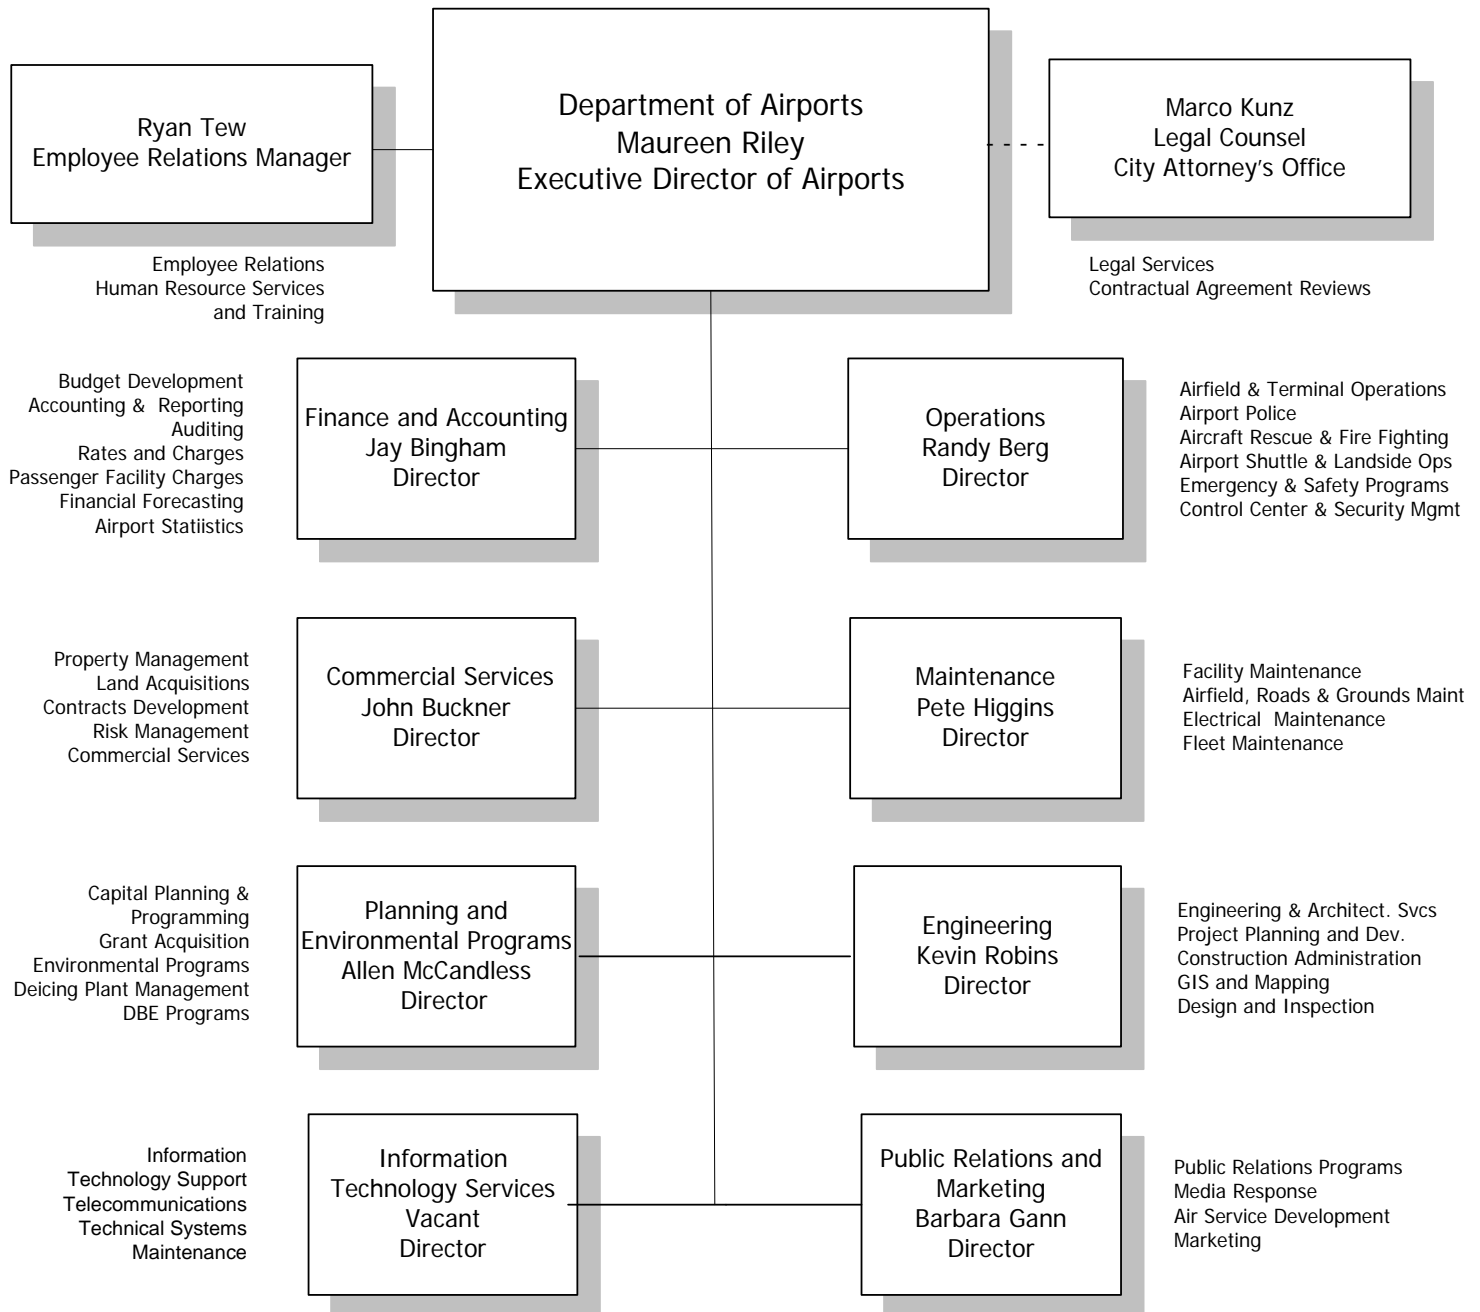 Department of Airports
Maureen Riley
Executive Director of Airports
Ryan Tew
Employee Relations Manager
Marco Kunz
Legal Counsel
City Attorney's Office
Employee Relations
Human Resource Services
and Training
Legal Services
Contractual Agreement Reviews
Budget Development
Accounting &  Reporting
Auditing
Rates and Charges
Passenger Facility Charges
Financial Forecasting
Airport Statiistics
Finance and Accounting
Jay Bingham
Director
Operations
Randy Berg
Director
Airfield & Terminal Operations
Airport Police
Aircraft Rescue & Fire Fighting
Airport Shuttle & Landside Ops
Emergency & Safety Programs
Control Center & Security Mgmt
Property Management
Land Acquisitions
Contracts Development
Risk Management
Commercial Services
Commercial Services
John Buckner
Director
Maintenance
Pete Higgins
Director
Facility Maintenance
Airfield, Roads & Grounds Maint
Electrical  Maintenance
Fleet Maintenance
Capital Planning &
Programming
Grant Acquisition
Environmental Programs
Deicing Plant Management
DBE Programs
Planning and
Environmental Programs
Allen McCandless
Director
Engineering
Kevin Robins
Director
Engineering & Architect. Svcs
Project Planning and Dev.
Construction Administration
GIS and Mapping
Design and Inspection
Information
Technology Support
Telecommunications
Technical Systems
Maintenance
Information
Technology Services
Vacant
Director
Public Relations and
Marketing
Barbara Gann
Director
Public Relations Programs
Media Response
Air Service Development
Marketing